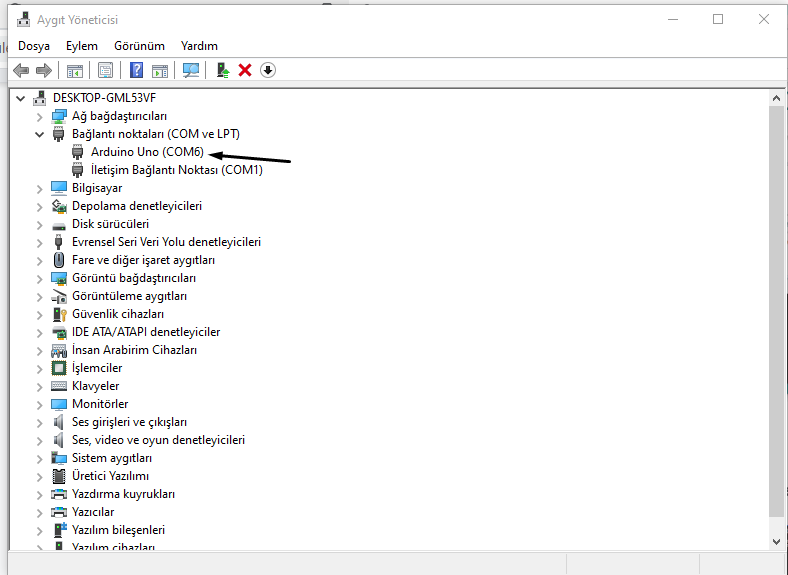 Aygıt Yöneticisi
Dosya Eylem Görünüm Yardım
DESKTOP-GML53VF
Ağ bağdaştırıcıları
Bağlantı noktaları (COM ve LPT)
Arduino Uno (COM6)
İletişim Bağlantı Noktası (COM1)
Bilgisayar
Depolama denetleyicileri
Disk sürücüleri
Evrensel Seri Veri Yolu denetleyicileri
Fare ve diğer işaret aygıtları
Görüntü bağdaştırıcıları
Görüntüleme aygıtları
Güvenlik cihazları
IDE ATA/ATAPI denetleyiciler
İnsan Arabirim Cihazları
İşlemciler
Klavyeler
Monitörler
Ses girişleri ve çıkışları
Ses, video ve oyun denetleyicileri
Sistem aygıtları
Üretici Yazılımı
Yazdırma kuyrukları
Yazıcılar
Yazılım bileşenleri
Yazılım cihazları